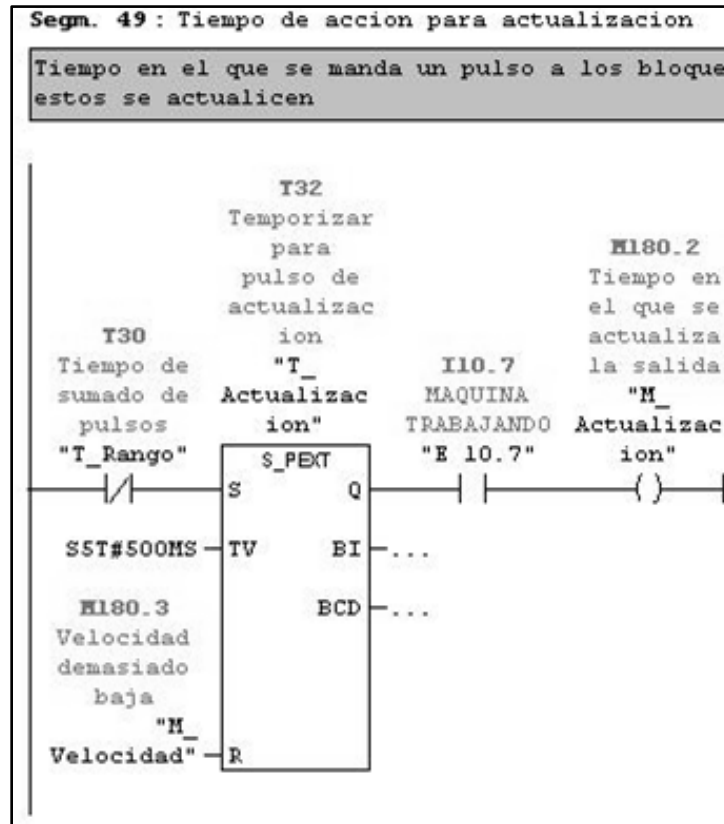 Segm. 49 : Tiempo de accion para actualizacion
Tiempo en el que se manda un pulso a los bloque
estos se actualicen
T32
Temporizar
para
pulso de
actualizac
ion
"T_
Actualizac
ion"
M180.2
Tiempo en
el que se
actualiza
la salida
"M_
Actualizac
ion"
T30
Tiempo de
sumado de
pulsos
"T_Rango"
I10.7
MAQUINA
TRABAJANDO
"E 10.7"
S_PEXT
S
Q
S5T#500MS
TV
BI
...
BCD
...
M180.3
Velocidad
demasiado
baja
"M_
Velocidad"
R